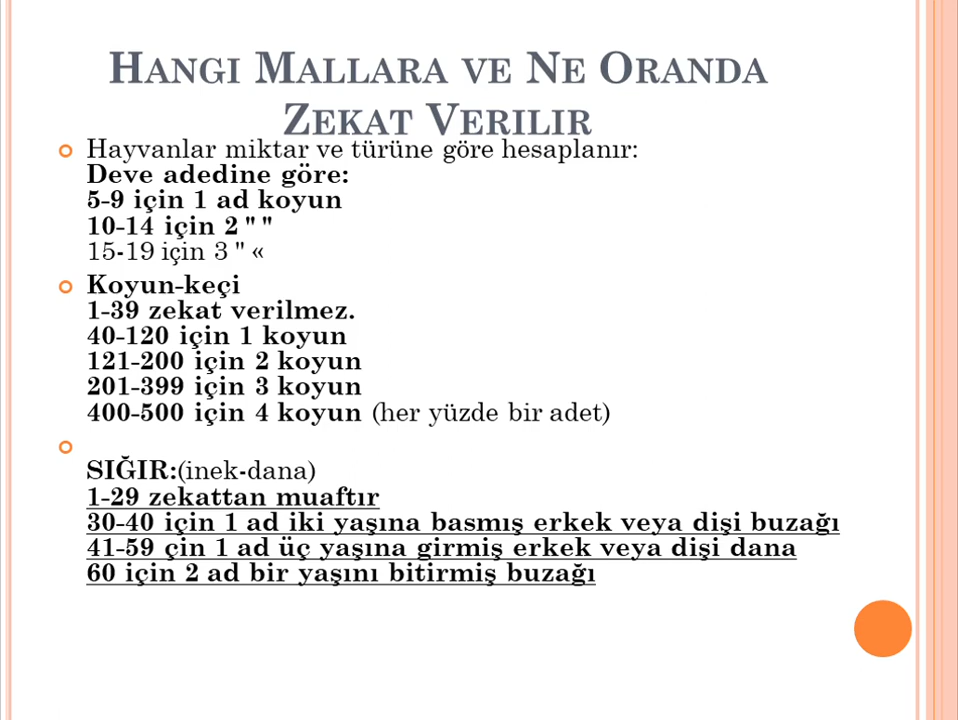 HANGI MALLARA VE NE ORANDA
ZEKAT VERILIR
Hayvanlar miktar ve türüne göre hesaplanır:
Deve adedine göre:
5-9 için 1 ad koyun
10-14 için 2 " "
15-19 için 3 " «
Koyun-keçi
1-39 zekat verilmez.
40-120 için 1 koyun
121-200 için 2 koyun
201-399 için 3 koyun
400-500 için 4 koyun (her yüzde bir adet)
SIĞIR:(inek-dana)
1-29 zekattan muaftır
30-40 için 1 ad iki yaşına basmış erkek veya dişi buzağı
41-59 çin 1 ad üç yaşına girmiş erkek veya dişi dana
60 için 2 ad bir yaşını bitirmiş buzağı